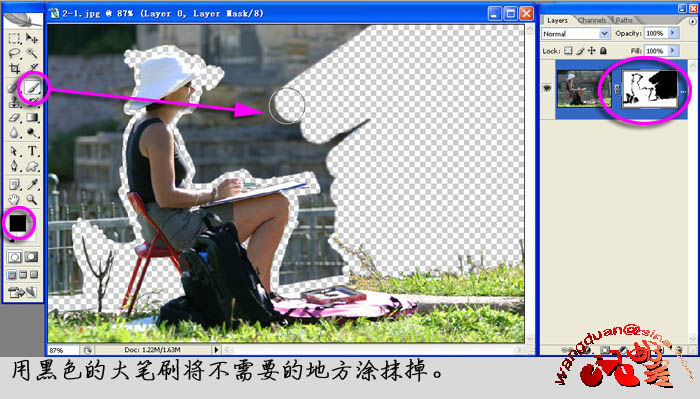 2-1.jpg @ 87% (Layer 0, Layer Mask/8)
Layers Channels Paths
Normal Opacity: 100%
Lock: Fill: 100%
87% Doc: 1.22M/1.63M
用黑色的大笔刷将不需要的地方涂抹掉。